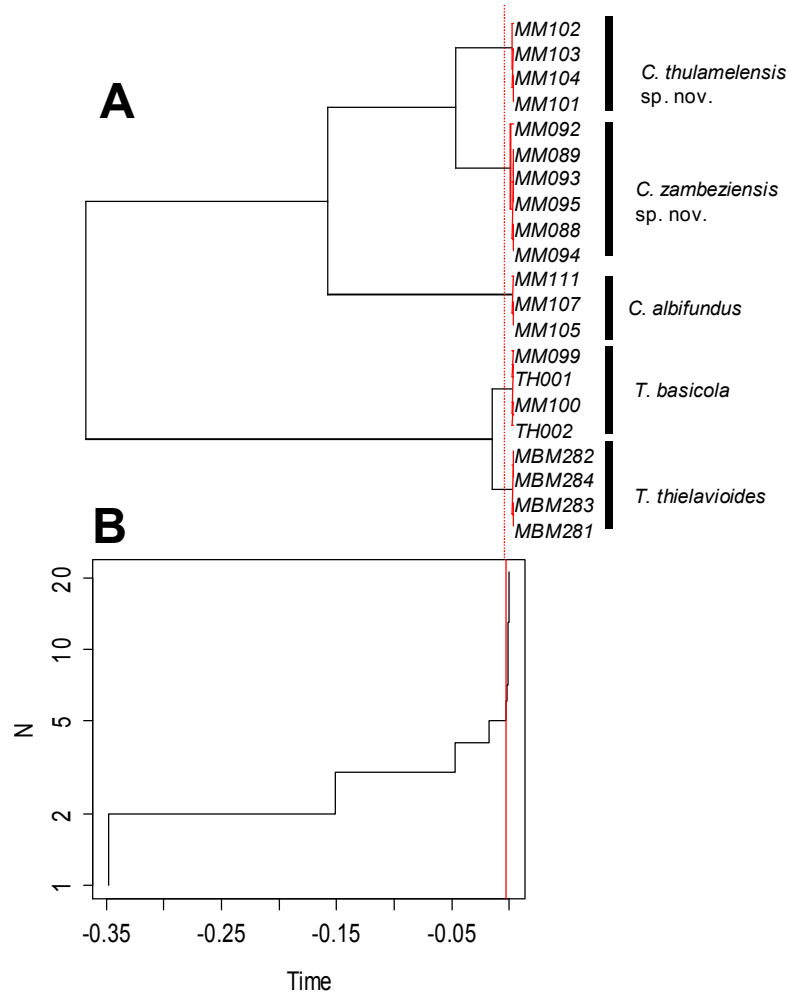 A
MM102
MM103
MM104
MM101
C. thulamelensis
sp. nov.
MM092
MM089
MM093
MM095
MM088
MM094
C. zambeziensis
sp. nov.
MM111
MM107
MM105
C. albifundus
MM099
TH001
MM100
TH002
T. basicola
MBM282
MBM284
MBM283
MBM281
T. thielavioides
B
20
10
5
2
1
N
-0.35 -0.25 -0.15 -0.05
Time